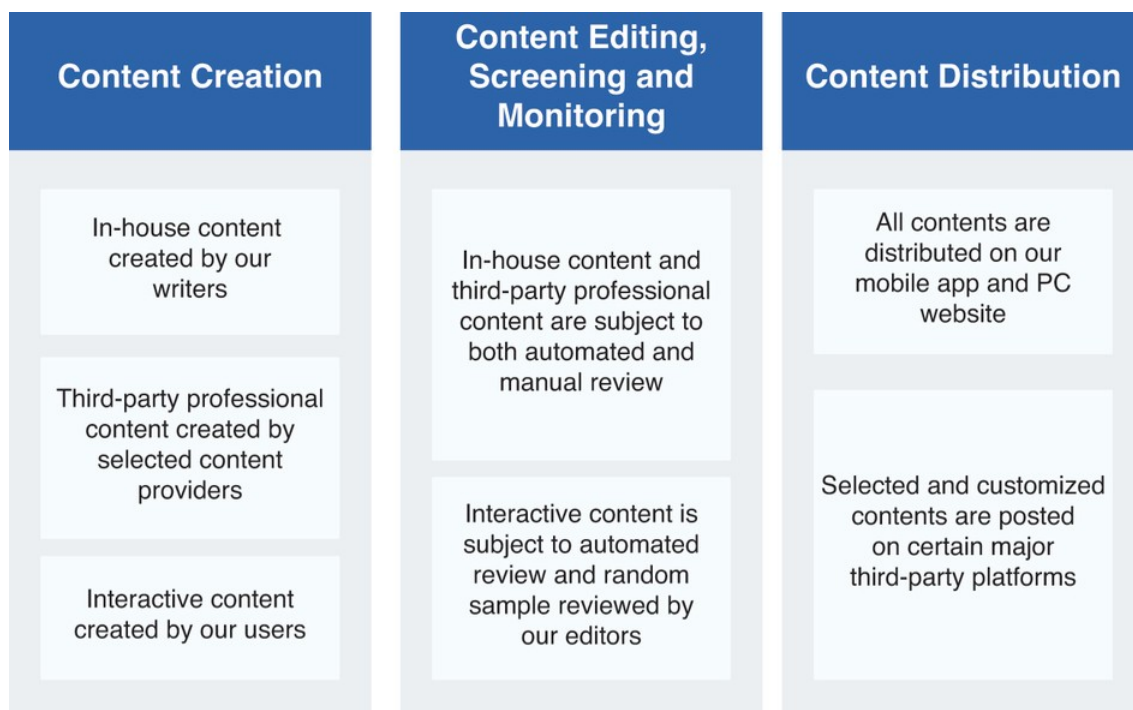 Content Creation
In-house content
created by our
writers
Third-party professional
content created by
selected content
providers
Interactive content
created by our users
Content Editing,
Screening and
Monitoring
In-house content and
third-party professional
content are subject to
both automated and
manual review
Interactive content is
subject to automated
review and random
sample reviewed by
our editors
Content Distribution
All contents are
distributed on our
mobile app and PC
website
Selected and customized
contents are posted
on certain major
third-party platforms